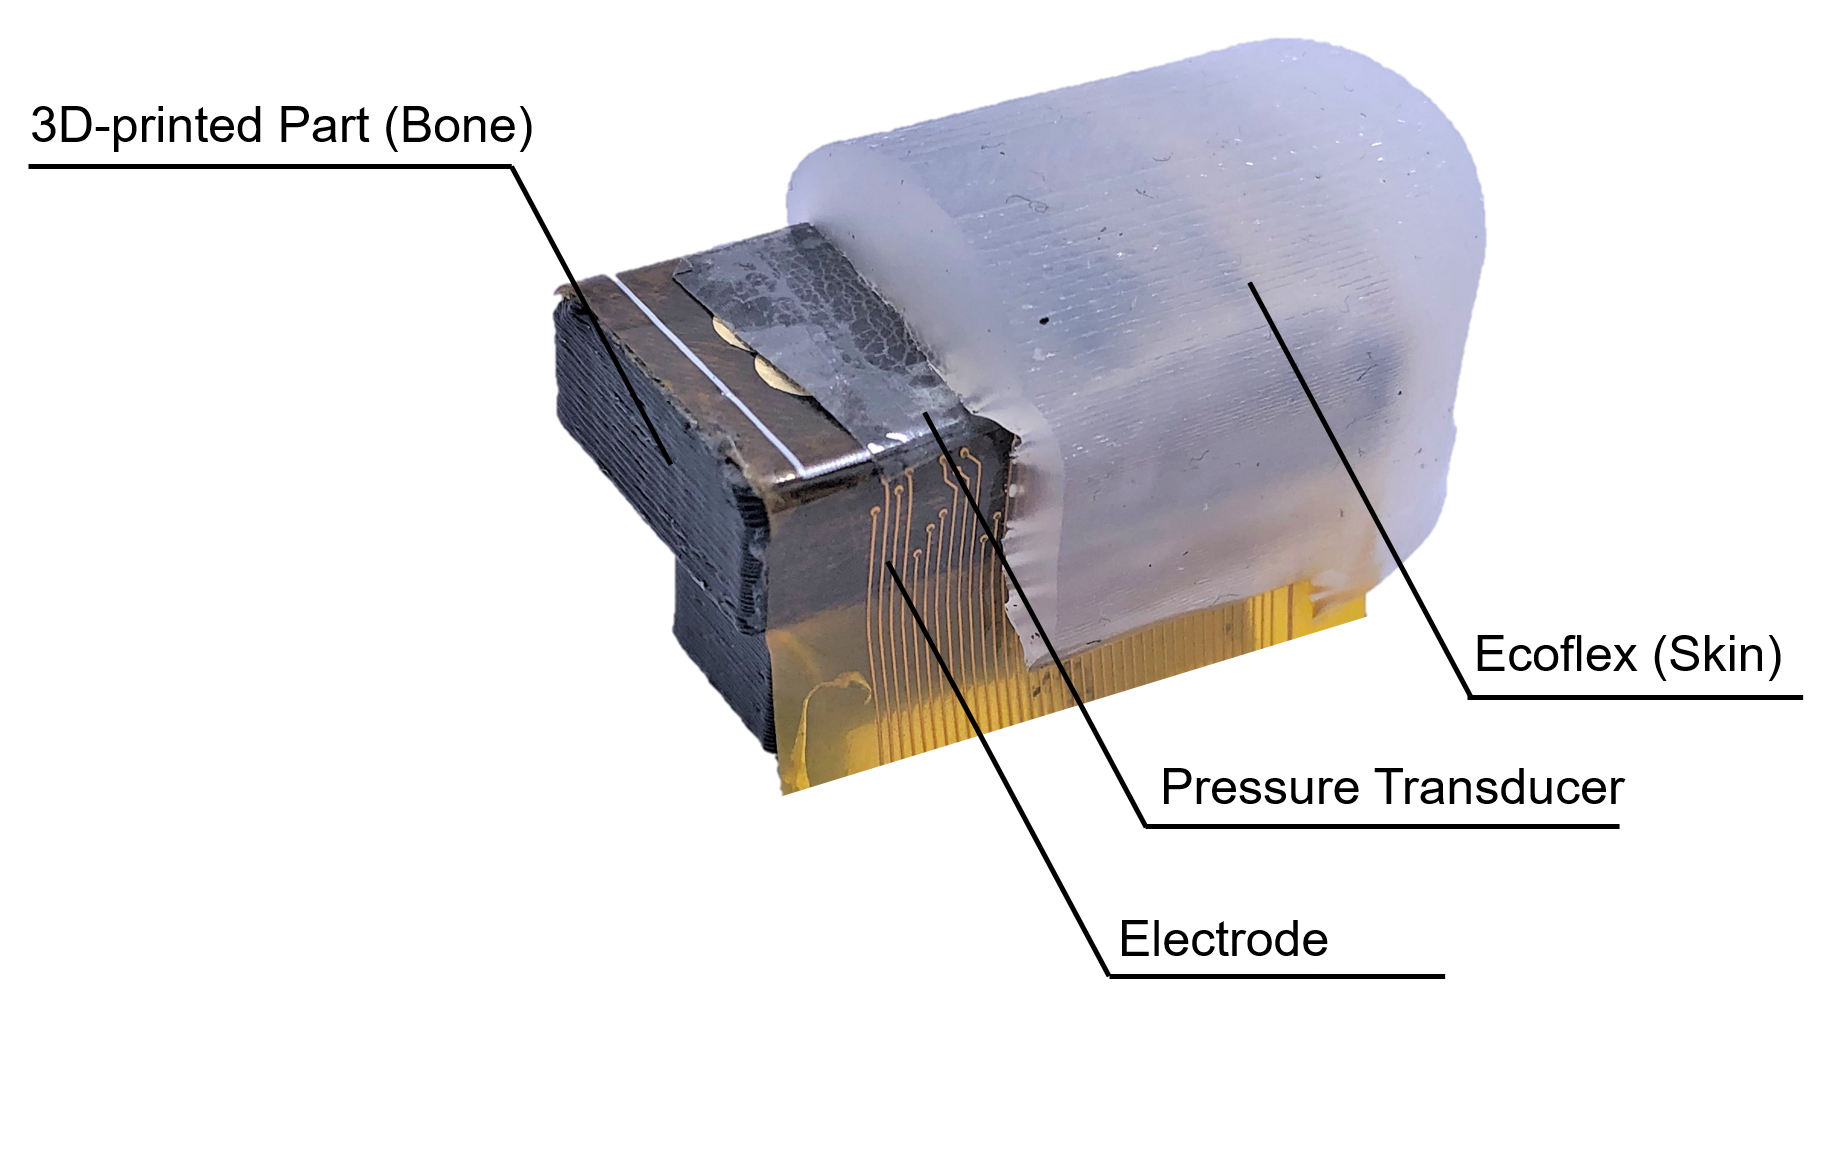 3D-printed Part (Bone)
Ecoflex (Skin)
Pressure Transducer
Electrode